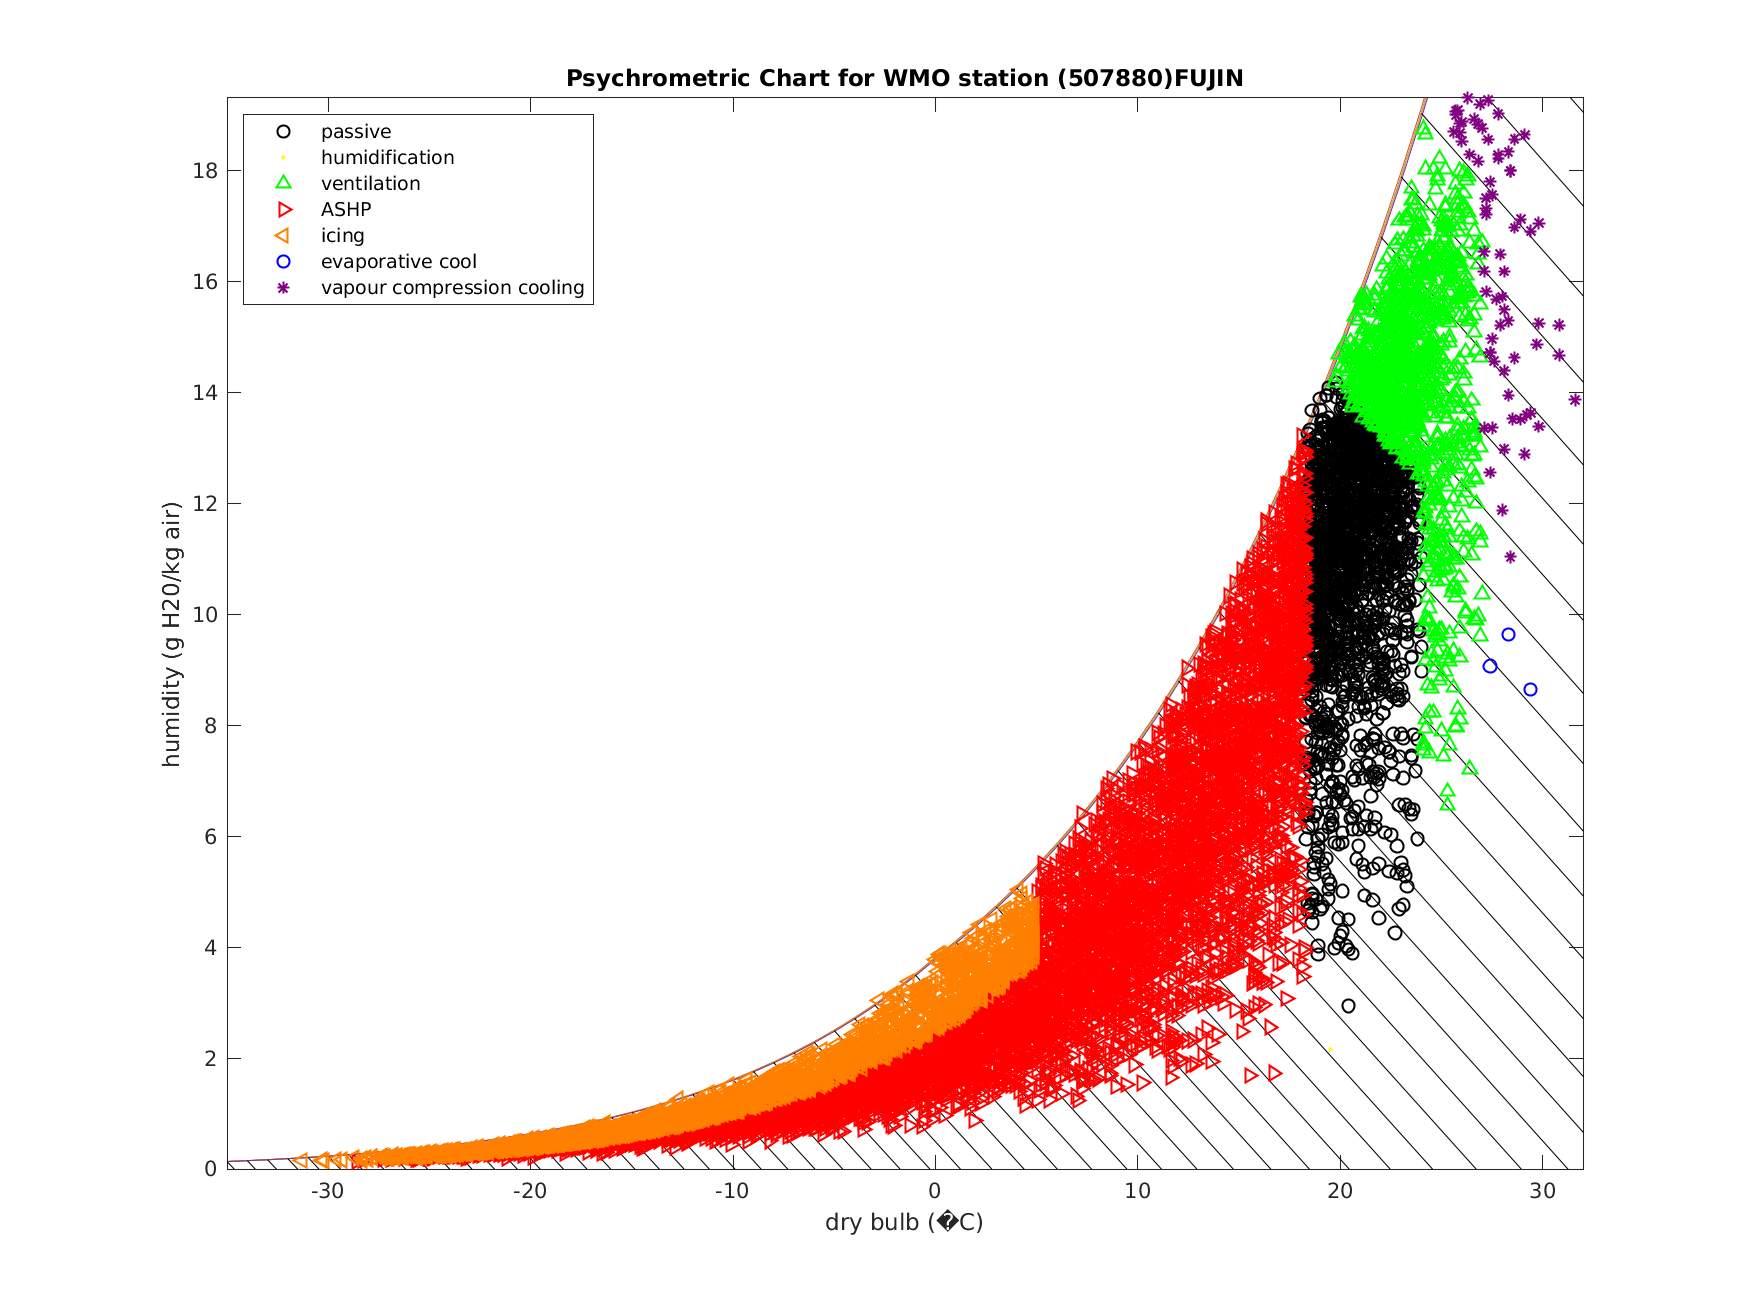 Psychrometric Chart for WMO station (507880)FUJIN
passive
humidification
ventilation
ASHP
icing
evaporative cool
vapour compression cooling
humidity (g H20/kg air)
18
16
14
12
10
8
6
4
2
0
-30
-20
-10
0
10
20
30
dry bulb (�C)